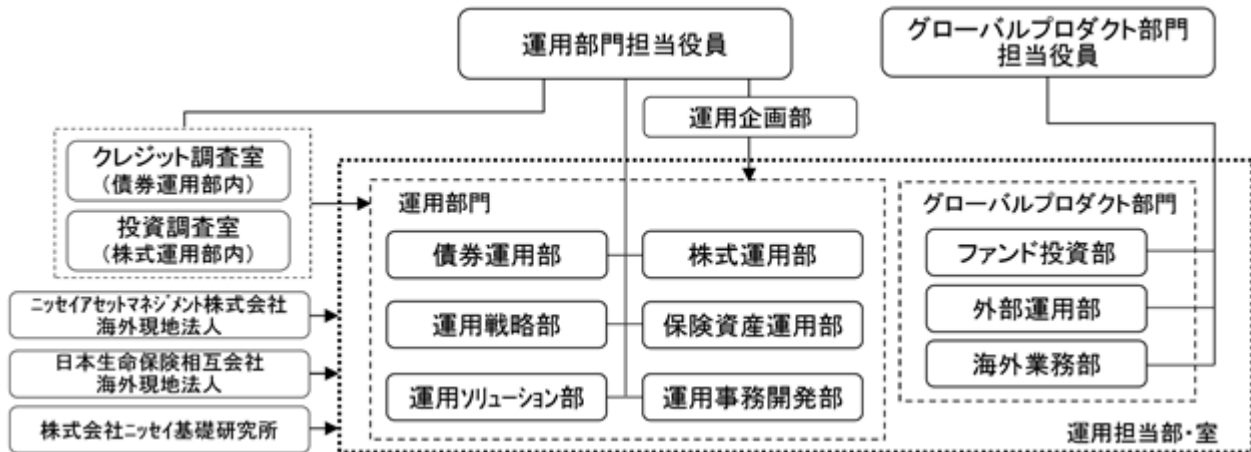 運用部門担当役員
グローバルプロダクト部門
担当役員
運用企画部
クレジット調査室
(債券運用部内)
投資調査室
(株式運用部内)
運用部門
債券運用部
株式運用部
運用戦略部
保険資産運用部
運用ソリューション部
運用事務開発部
グローバルプロダクト部門
ファンド投資部
外部運用部
海外業務部
ニッセイアセットマネジメント株式会社
海外現地法人
日本生命保険相互会社
海外現地法人
株式会社ニッセイ基礎研究所
運用担当部・室